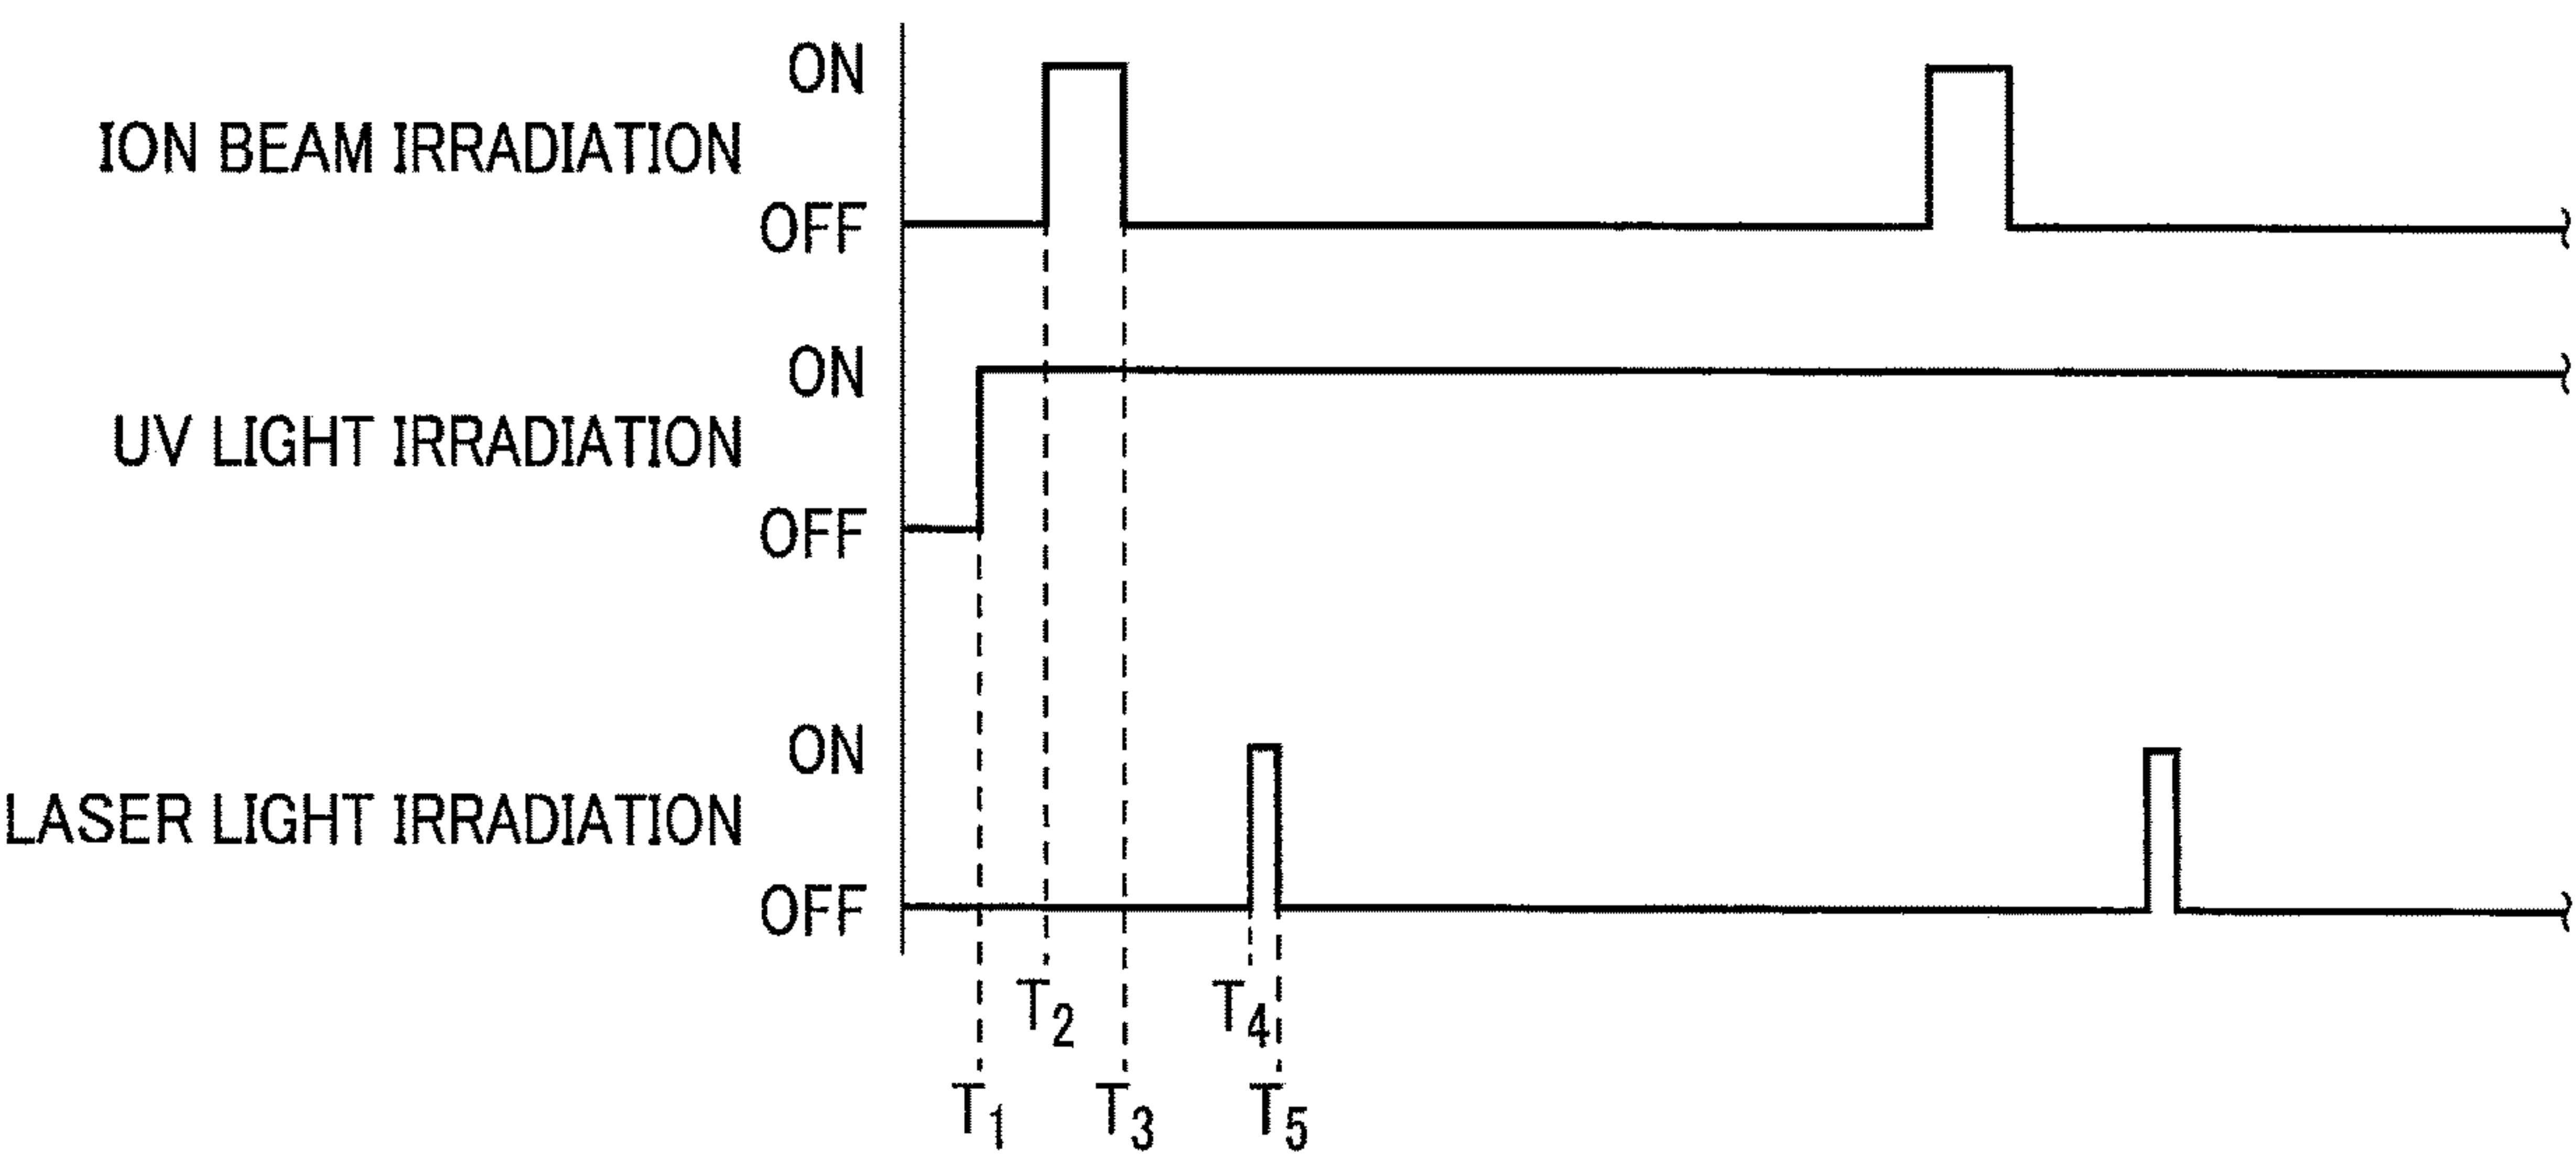 ON
ION BEAM IRRADIATION
OFF
ON
UV LIGHT IRRADIATION
OFF
ON
LASER LIGHT IRRADIATION
OFF
T2 T4
T1 T3 T5